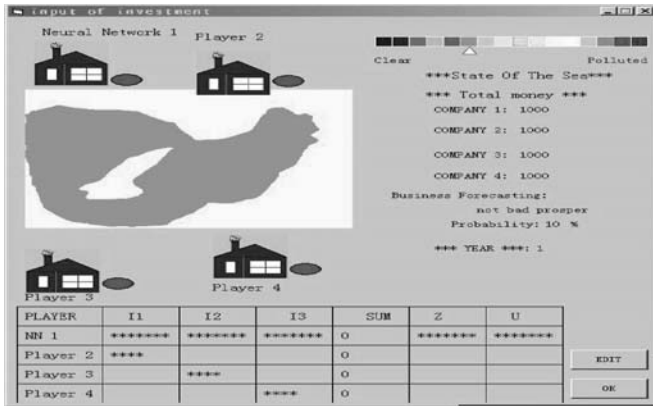 input of investment
Neural Network 1
Player 2
Clear Polluted
***State Of The Sea***
*** Total money ***
COMPANY 1: 1000
COMPANY 2: 1000
COMPANY 3: 1000
COMPANY 4: 1000
Business Forecasting:
not bad prosper
Probability: 10 %
*** YEAR ***: 1
Player 3
Player 4
PLAYER I1 I2 I3 SUM Z U
NN 1 ******* ******* ******* 0 ******* *******
Player 2 **** 0
Player 3 **** 0
Player 4 **** 0
EDIT
OK